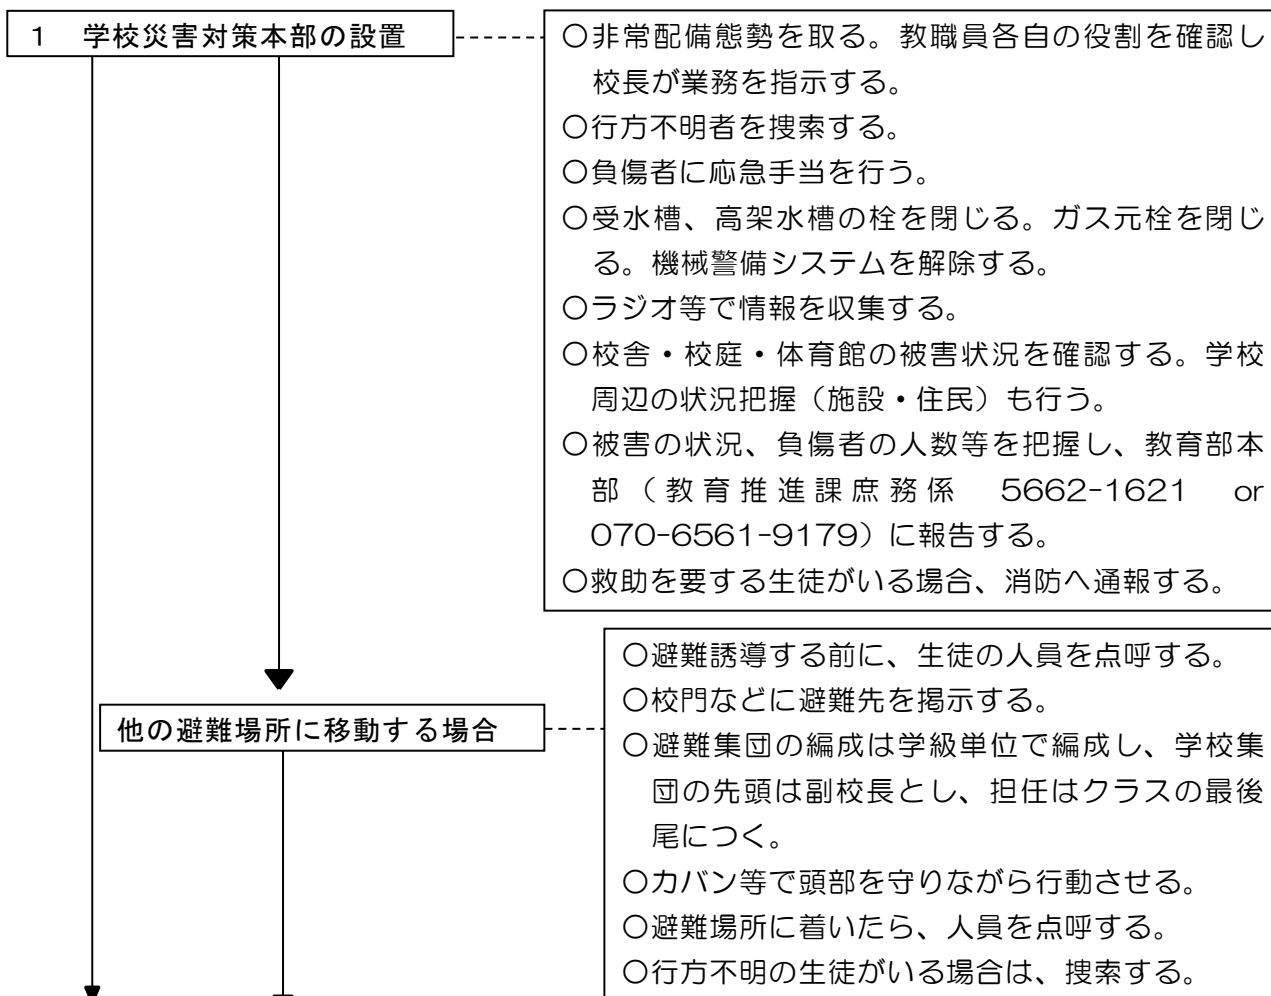 1　学校災害対策本部の設置
〇非常配備態勢を取る。教職員各自の役割を確認し
校長が業務を指示する。
〇行方不明者を捜索する。
〇負傷者に応急手当を行う。
〇受水槽、高架水槽の栓を閉じる。ガス元栓を閉じ
る。機械警備システムを解除する。
〇ラジオ等で情報を収集する。
〇校舎・校庭・体育館の被害状況を確認する。学校
周辺の状況把握（施設・住民）も行う。
〇被害の状況、負傷者の人数等を把握し、教育部本
部（教育推進課庶務係　5662-1621　or
070-6561-9179）に報告する。
〇救助を要する生徒がいる場合、消防へ通報する。
他の避難場所に移動する場合
〇避難誘導する前に、生徒の人員を点呼する。
〇校門などに避難先を掲示する。
〇避難集団の編成は学級単位で編成し、学校集
団の先頭は副校長とし、担任はクラスの最後
尾につく。
〇カバン等で頭部を守りながら行動させる。
〇避難場所に着いたら、人員を点呼する。
〇行方不明の生徒がいる場合は、捜索する。